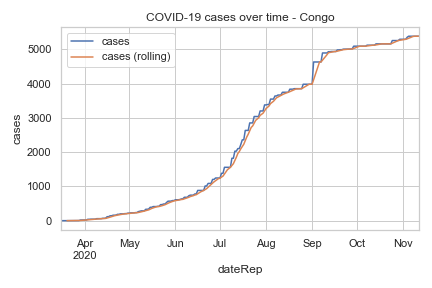 COVID-19 cases over time - Congo
cases
cases (rolling)
5000
4000
3000
2000
1000
0
cases
Apr May Jun Jul Aug Sep Oct Nov
2020
dateRep